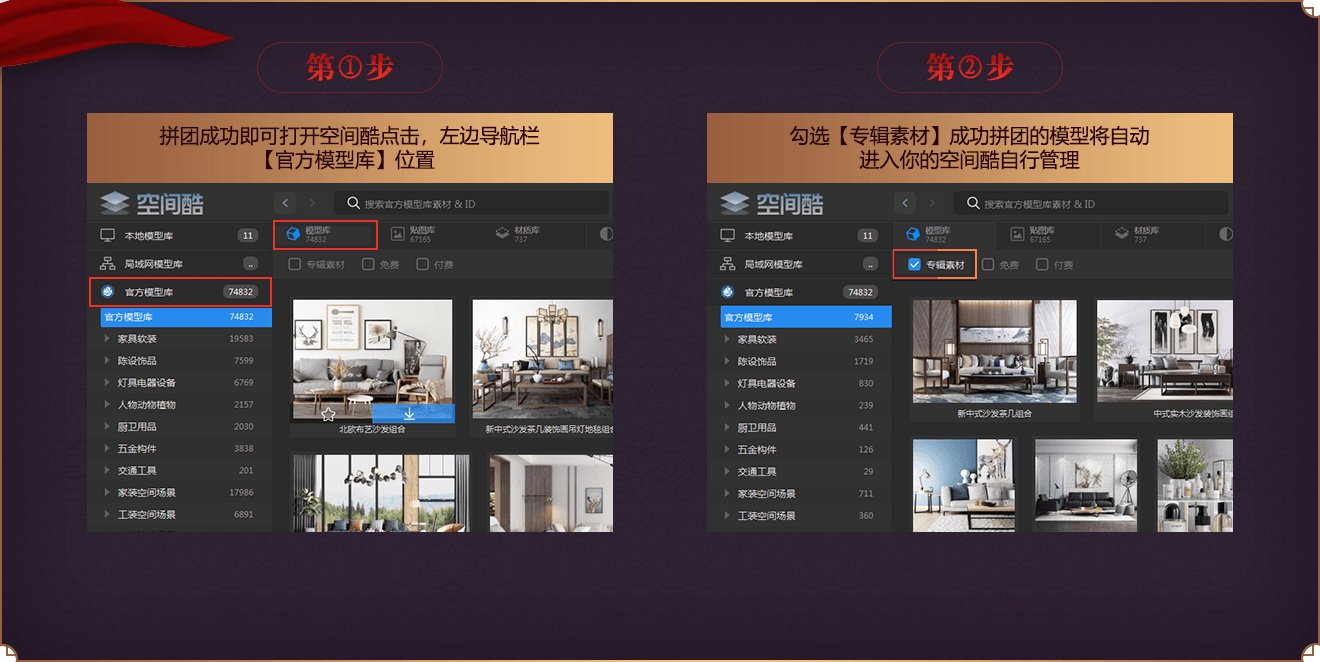 第①步
拼团成功即可打开空间酷点击，左边导航栏
【官方模型库】位置
空间酷
搜索官方模型库素材 & ID
本地模型库 11
模型库
74832
贴图库
67165
材质库
737
局域网模型库 ..
专辑素材 免费 付费
官方模型库 74832
官方模型库 74832
家具软装 19583
陈设饰品 7599
灯具电器设备 6769
人物动物植物 2157
厨卫用品 2030
北欧布艺沙发组合
新中式沙发茶几装饰画吊灯地毯组合
五金构件 3838
交通工具 201
家装空间场景 17986
工装空间场景 6891
第②步
勾选【专辑素材】成功拼团的模型将自动
进入你的空间酷自行管理
空间酷
搜索官方模型库素材 & ID
本地模型库 11
模型库
74832
贴图库
67165
材质库
737
局域网模型库 ..
专辑素材 免费 付费
官方模型库 74832
官方模型库 7934
家具软装 3465
陈设饰品 1719
灯具电器设备 830
人物动物植物 239
新中式沙发茶几组合
中式实木沙发装饰画组
厨卫用品 441
五金构件 126
交通工具 29
家装空间场景 711
工装空间场景 360